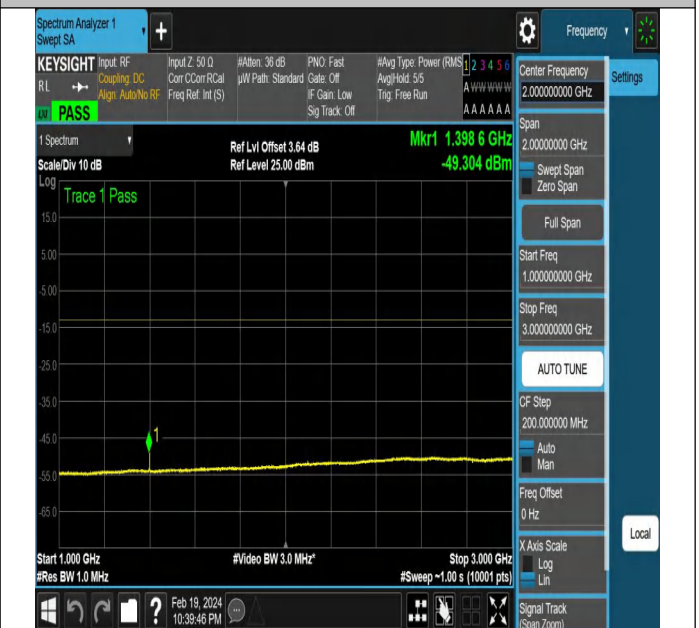 Spectrum Analyzer 1
Swept SA
+
Frequency
KEYSIGHT
RL
PASS
Input: RF
Coupling: DC
Align: Auto/No RF
Input Z: 50 Ω
Corr CCorr RCal
Freq Ref: Int (S)
#Atten: 36 dB
µW Path: Standard
PNO: Fast
Gate: Off
IF Gain: Low
Sig Track: Off
#Avg Type: Power (RMS
Avg|Hold: 5/5
Trig: Free Run
1 2 3 4 5 6
A W W W W W
A A A A A A
1 Spectrum
Scale/Div 10 dB
Ref Lvl Offset 3.64 dB
Ref Level 25.00 dBm
Mkr1 1.398 6 GHz
-49.304 dBm
Log
Trace 1 Pass
15.0
5.00
-5.00
-15.0
-25.0
-35.0
-45.0
-55.0
-65.0
1
Start 1.000 GHz
#Res BW 1.0 MHz
#Video BW 3.0 MHz*
Stop 3.000 GHz
#Sweep ~1.00 s (10001 pts)
?
Feb 19, 2024
10:39:46 PM
Center Frequency
2.000000000 GHz
Settings
Span
2.00000000 GHz
Swept Span
Zero Span
Full Span
Start Freq
1.000000000 GHz
Stop Freq
3.000000000 GHz
AUTO TUNE
CF Step
200.000000 MHz
Auto
Man
Freq Offset
0 Hz
Local
X Axis Scale
Log
Lin
Signal Track
(Span Zoom)